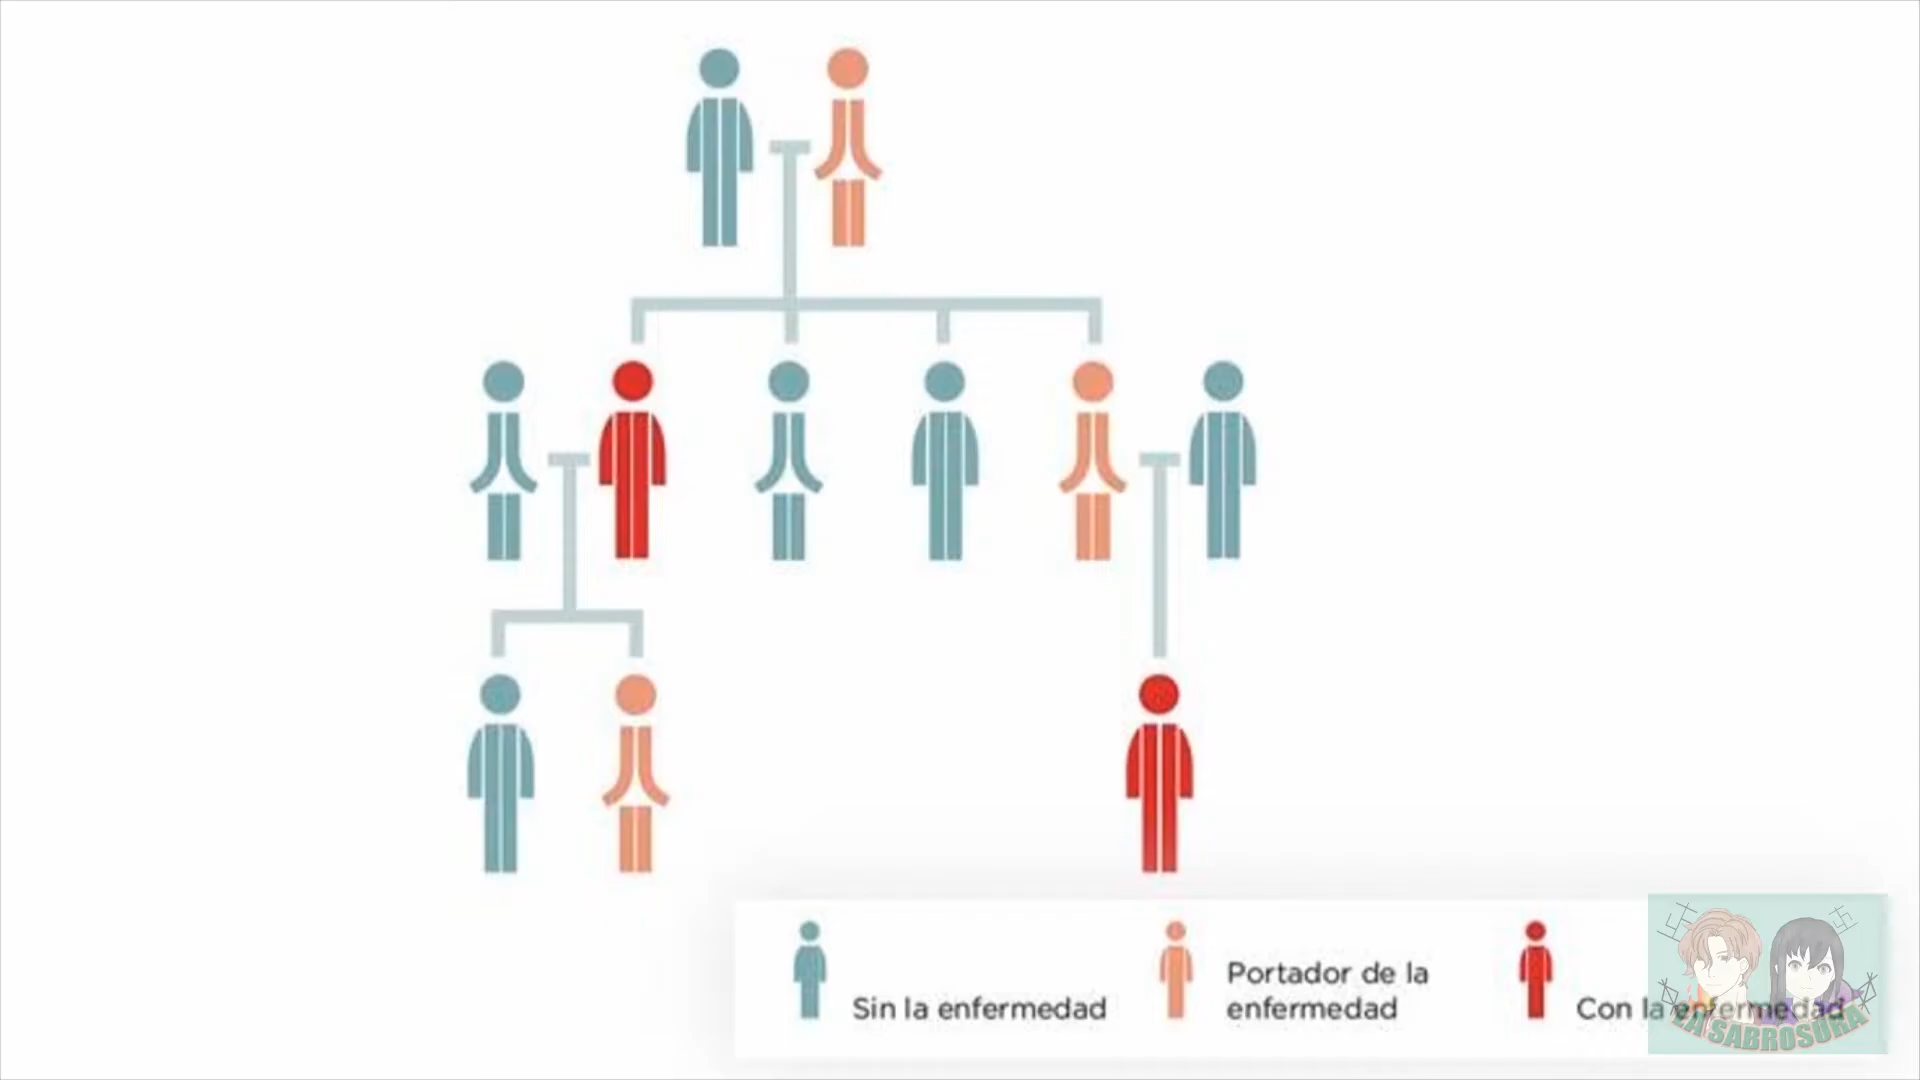 Sin la enfermedad
Portador de la
enfermedad
Con la enfermedad
LA SABROSURA